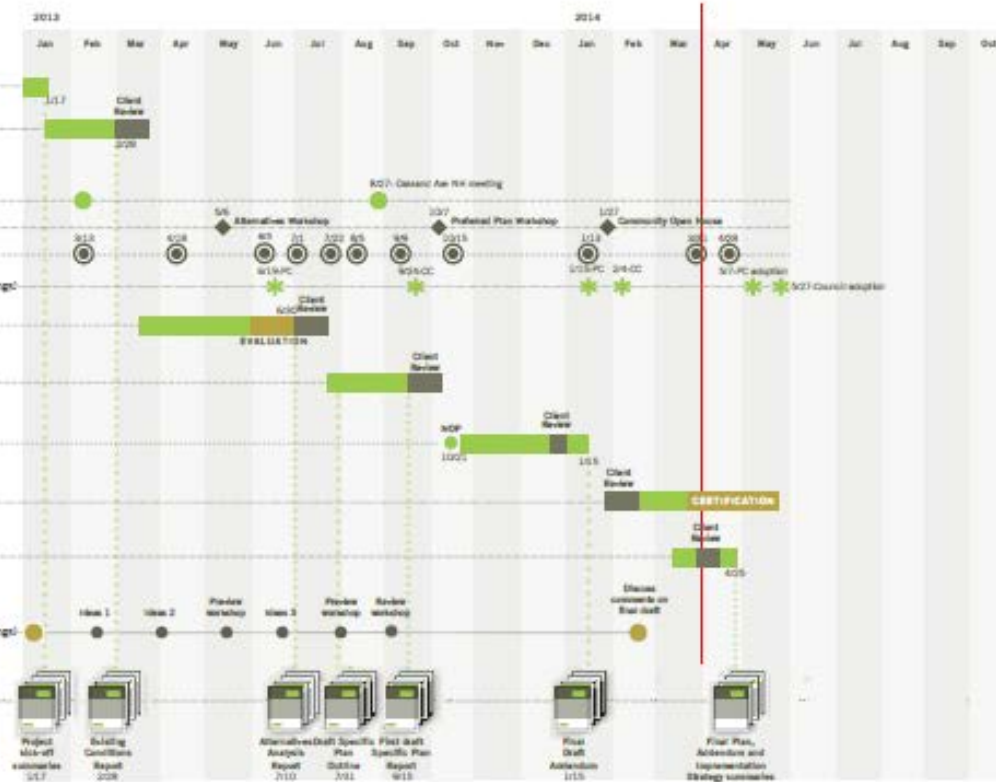 2013
2014
Jan Feb Mar Apr May Jun Jul Aug Sep Oct Nov Dec Jan Feb Mar Apr May Jun Jul Aug Sep Oct
1/17
Client
Review
2/28
8/27- Oakland Ave NH meeting
5/6
Alternatives Workshop
10/7
Preferred Plan Workshop
1/27
Community Open House
3/13
4/18
6/5
7/1
7/22
8/5
9/9
10/15
1/13
4/28
6/19-PC
9/24-CC
1/15-PC
2/4-CC
5/7-PC adoption
5/27-Council adoption
ngs)
Client
Review
6/30
EVALUATION
Client
Review
NOP
10/21
Client
Review
1/15
Client
Review
CERTIFICATION
Client
Review
4/25
Discuss
comments on
final draft
Ideas 1
Ideas 2
Preview
workshop
Ideas 3
Preview
workshop
Review
workshop
ngs)
Project
kick-off
summaries
1/17
Existing
Conditions
Report
2/28
Alternatives
Analysis
Report
7/10
Draft Specific
Plan
Outline
7/31
First draft
Specific Plan
Report
9/15
Final
Draft
Addendum
1/15
Final Plan,
Addendum and
Implementation
Strategy summaries